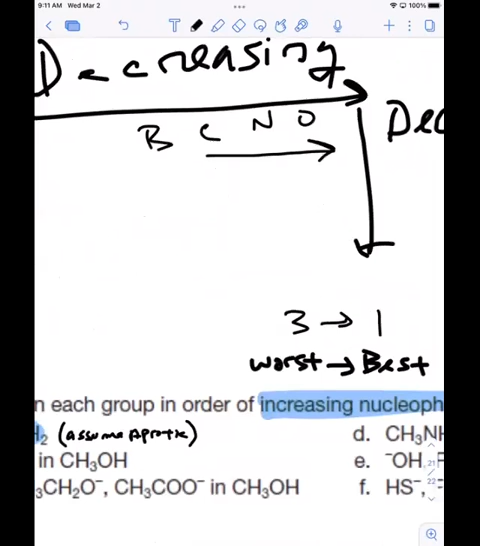 9:11 AM Wed Mar 2
100%
Decreasing
B C N O
Dec
3 → 1
worst → Best
n each group in order of increasing nucleoph
H₂ (assume Aprotic)
d. CH₃NH
in CH₃OH
e. ⁻OH, F
₃CH₂O⁻, CH₃COO⁻ in CH₃OH
f. HS⁻,